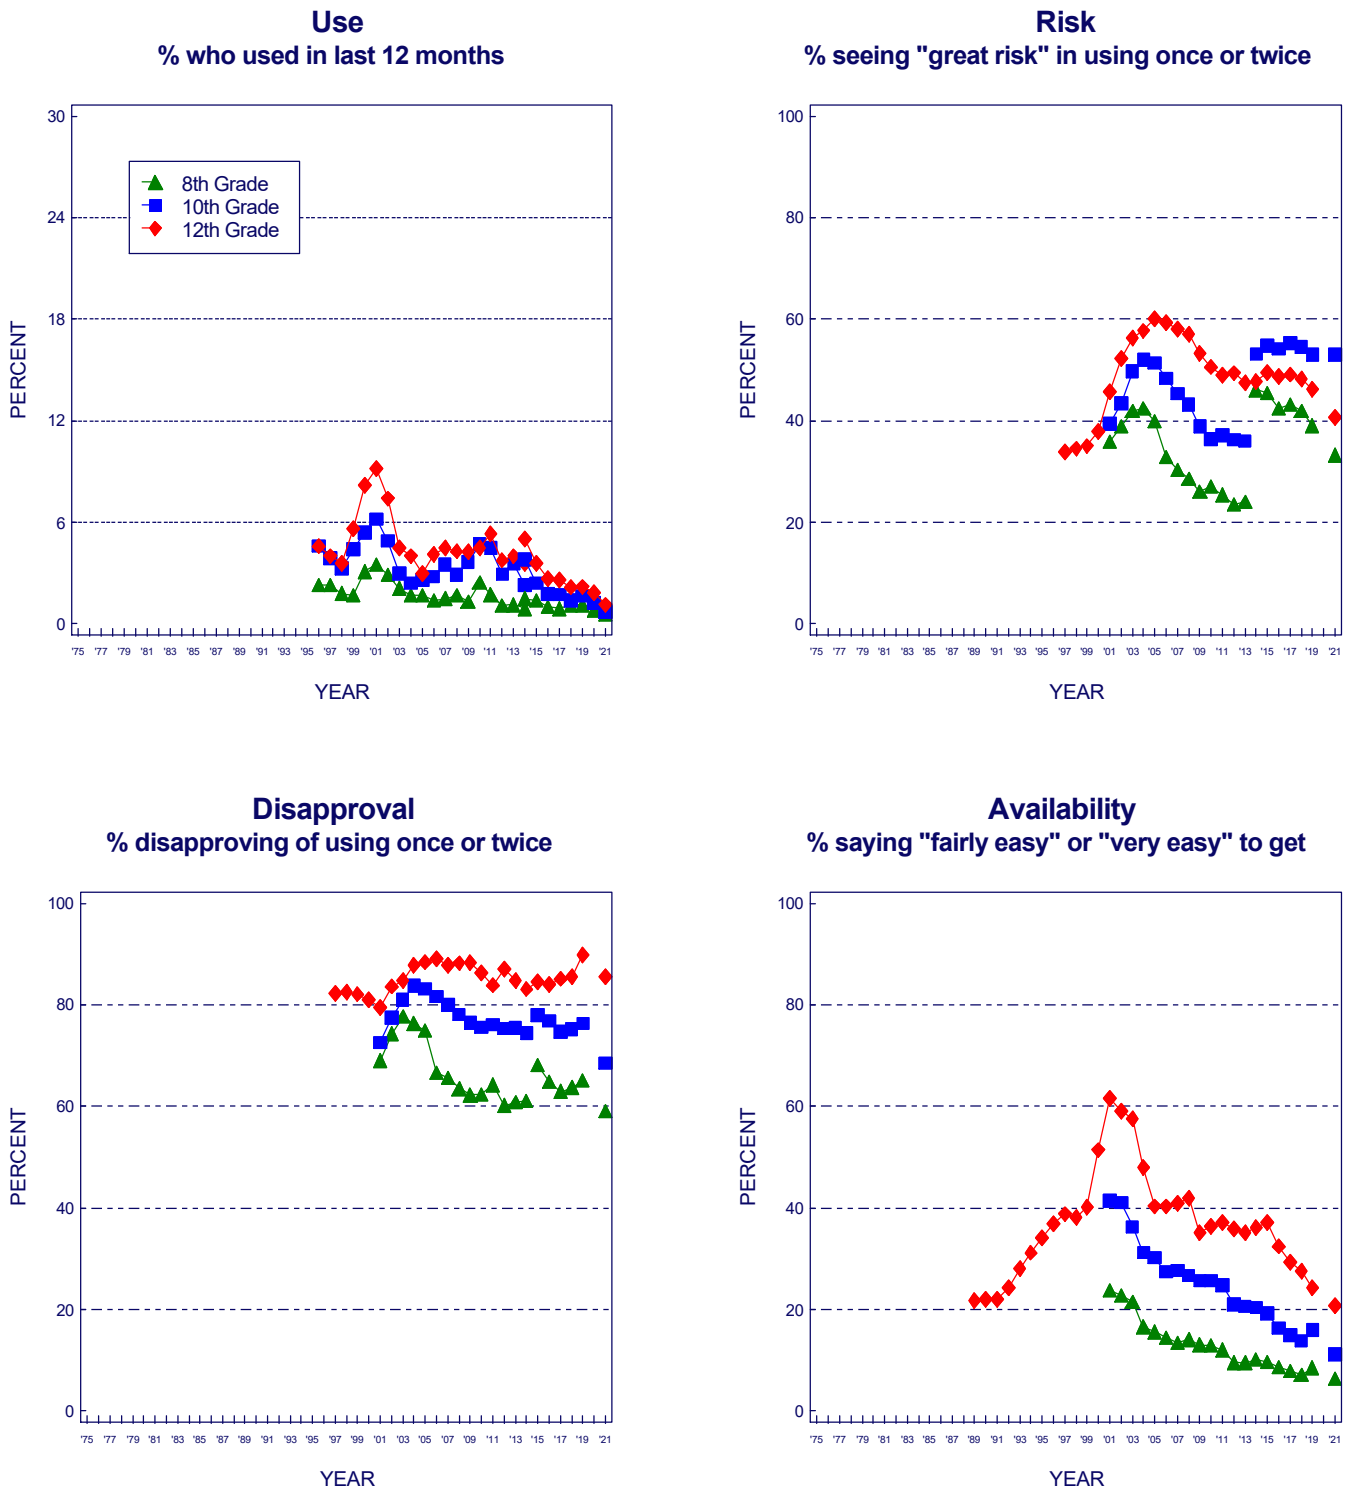 Use
% who used in last 12 months
30
24
18
12
6
0
PERCENT
8th Grade
10th Grade
12th Grade
'75 '77 '79 '81 '83 '85 '87 '89 '91 '93 '95 '97 '99 '01 '03 '05 '07 '09 '11 '13 '15 '17 '19 '21
YEAR
Risk
% seeing "great risk" in using once or twice
100
80
60
40
20
0
PERCENT
'75 '77 '79 '81 '83 '85 '87 '89 '91 '93 '95 '97 '99 '01 '03 '05 '07 '09 '11 '13 '15 '17 '19 '21
YEAR
Disapproval
% disapproving of using once or twice
100
80
60
40
20
0
PERCENT
'75 '77 '79 '81 '83 '85 '87 '89 '91 '93 '95 '97 '99 '01 '03 '05 '07 '09 '11 '13 '15 '17 '19 '21
YEAR
Availability
% saying "fairly easy" or "very easy" to get
100
80
60
40
20
0
PERCENT
'75 '77 '79 '81 '83 '85 '87 '89 '91 '93 '95 '97 '99 '01 '03 '05 '07 '09 '11 '13 '15 '17 '19 '21
YEAR